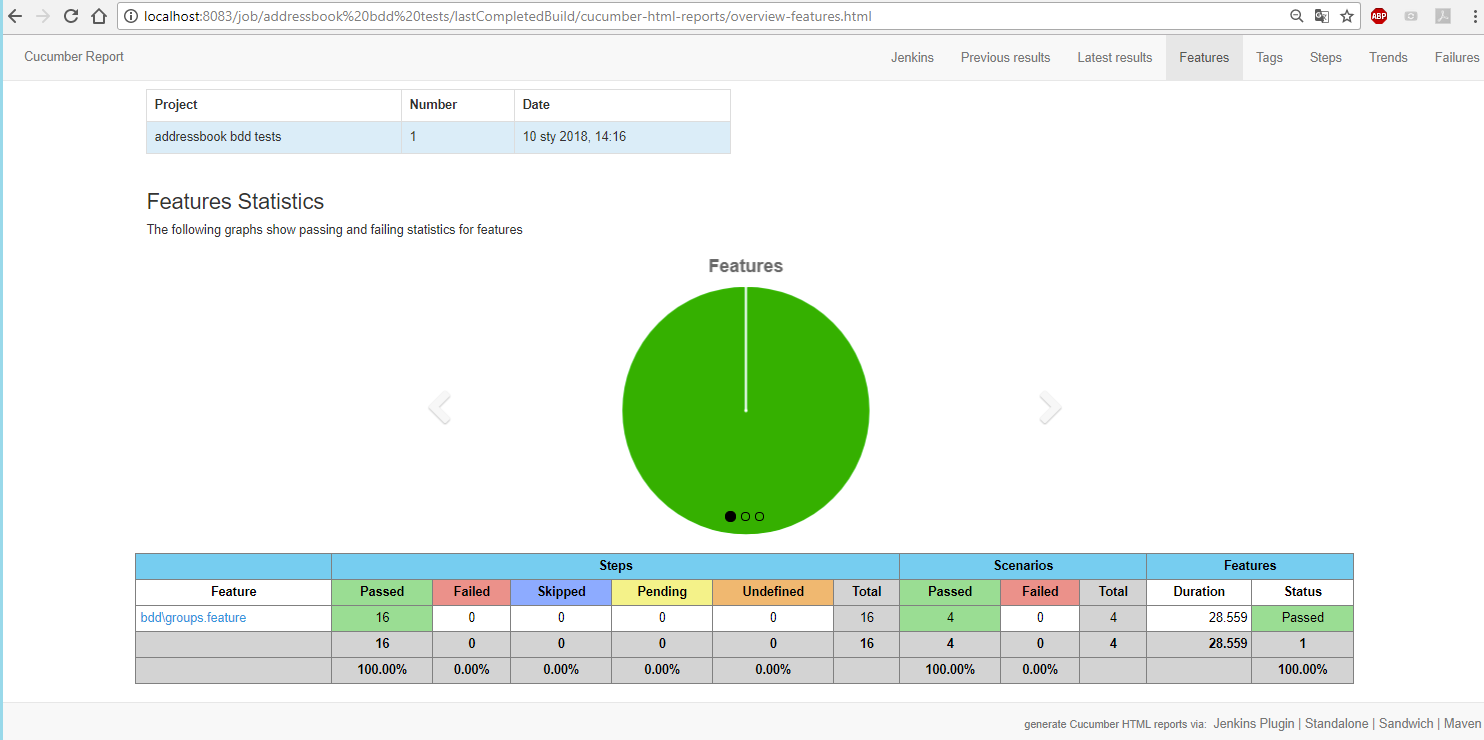 localhost:8083/job/addressbook%20bdd%20tests/lastCompletedBuild/cucumber-html-reports/overview-features.html
ABP
Cucumber Report Jenkins Previous results Latest results Features Tags Steps Trends Failures
Project Number Date
addressbook bdd tests 1 10 sty 2018, 14:16
Features Statistics
The following graphs show passing and failing statistics for features
Features
Steps Scenarios Features
Feature Passed Failed Skipped Pending Undefined Total Passed Failed Total Duration Status
bdd\groups.feature 16 0 0 0 0 16 4 0 4 28.559 Passed
16 0 0 0 0 16 4 0 4 28.559 1
100.00% 0.00% 0.00% 0.00% 0.00% 100.00% 0.00% 100.00%
generate Cucumber HTML reports via: Jenkins Plugin | Standalone | Sandwich | Maven